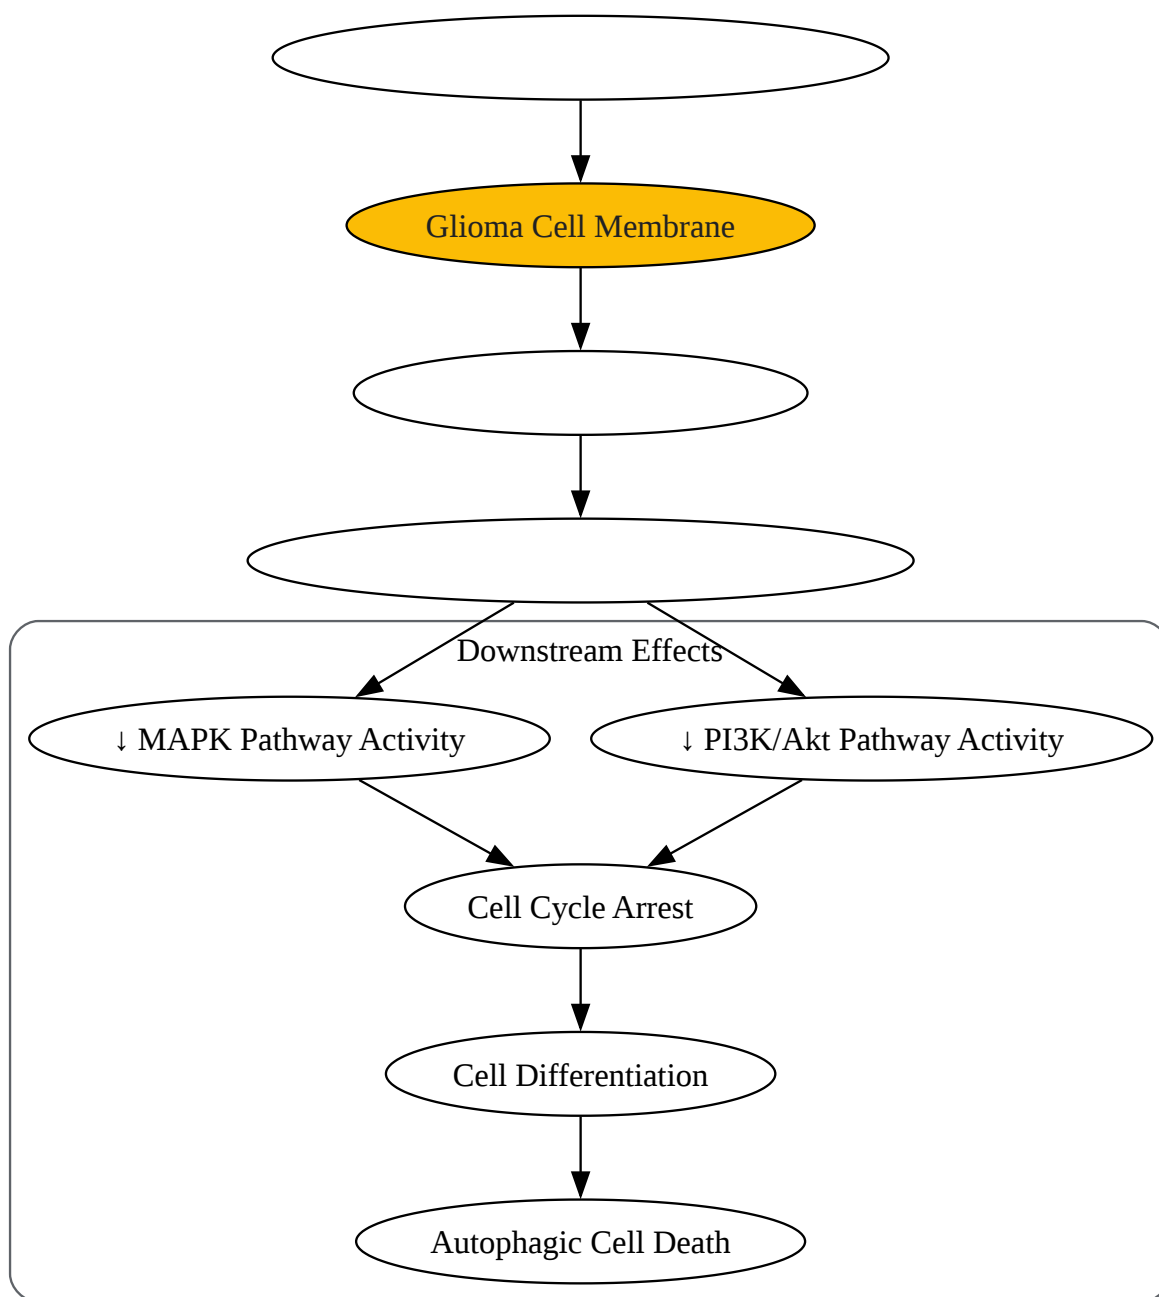 Glioma Cell Membrane
Downstream Effects
↓ MAPK Pathway Activity
↓ PI3K/Akt Pathway Activity
Cell Cycle Arrest
Cell Differentiation
Autophagic Cell Death